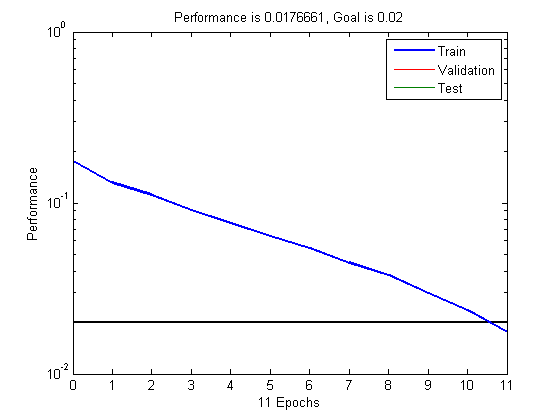 Performance is 0.0176661, Goal is 0.02
10^0
Train
Validation
Test
10^-1
Performance
10^-2
0 1 2 3 4 5 6 7 8 9 10 11
11 Epochs